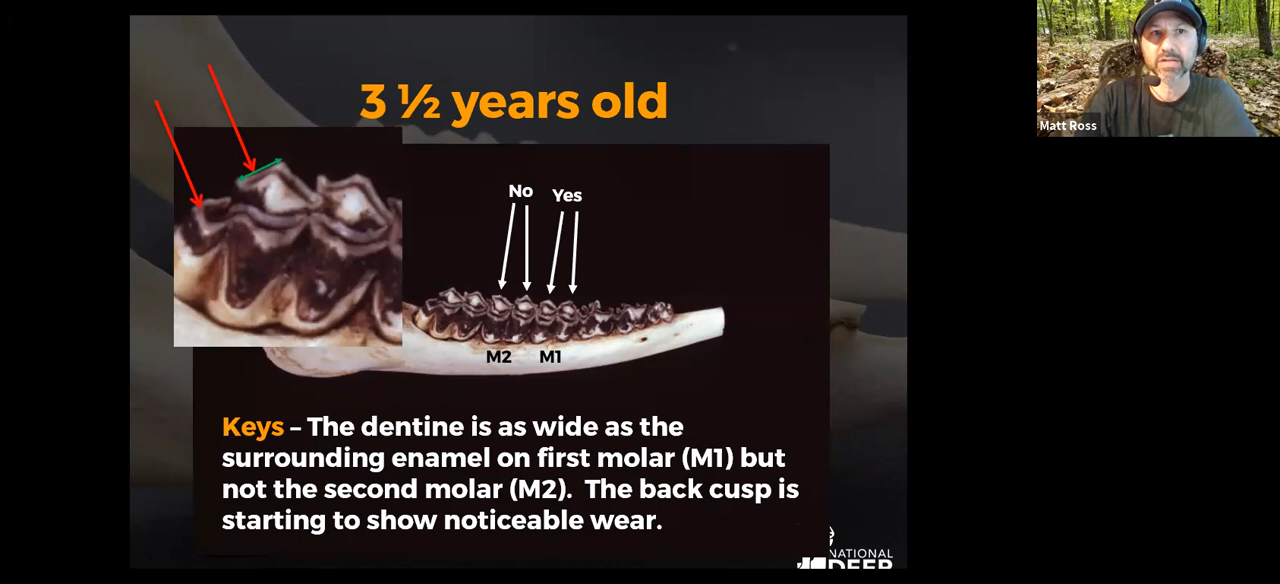 3 ½ years old
Matt Ross
No Yes
M2 M1
Keys – The dentine is as wide as the
surrounding enamel on first molar (M1) but
not the second molar (M2). The back cusp is
starting to show noticeable wear.
NATIONAL
DEER